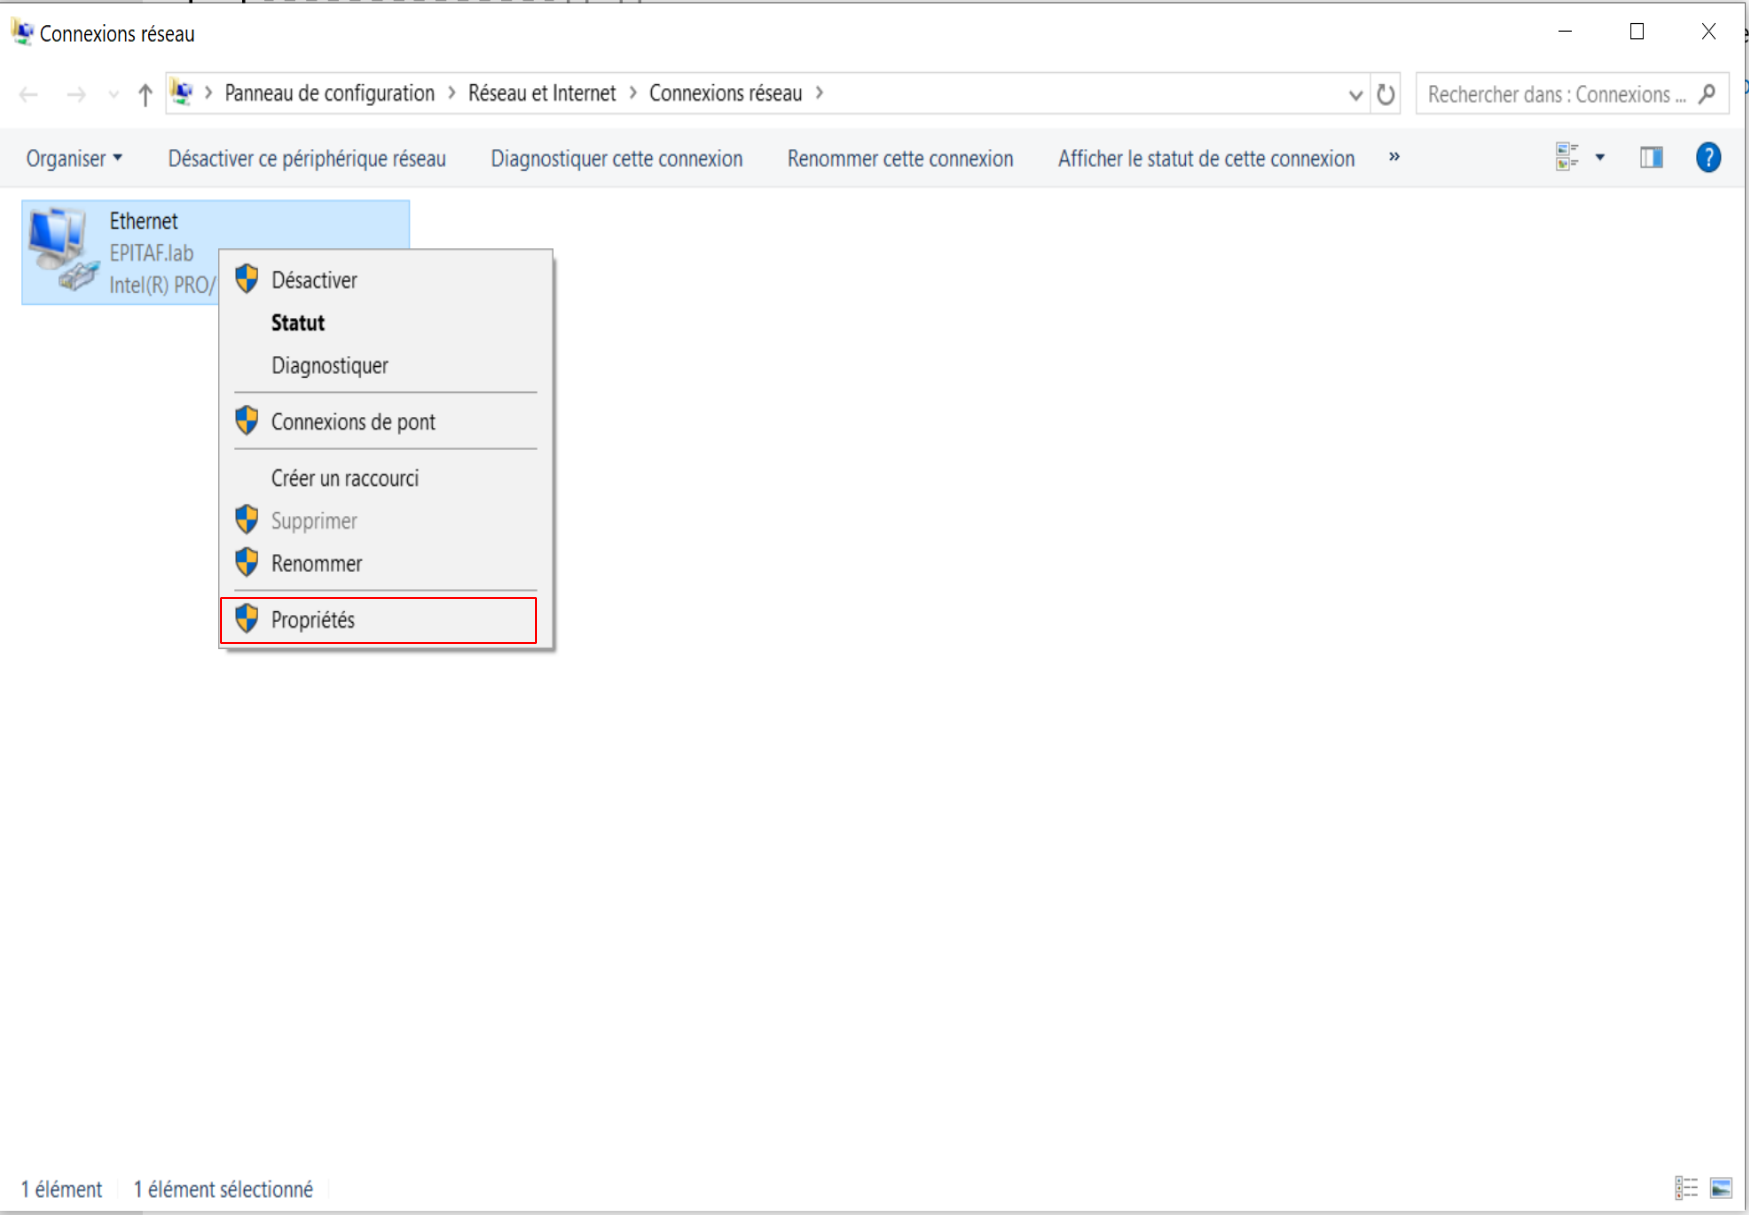 Connexions réseau
Panneau de configuration > Réseau et Internet > Connexions réseau >
Rechercher dans : Connexions ...
Organiser
Désactiver ce périphérique réseau
Diagnostiquer cette connexion
Renommer cette connexion
Afficher le statut de cette connexion
»
?
Ethernet
EPITAF.lab
Intel(R) PRO/
Désactiver
Statut
Diagnostiquer
Connexions de pont
Créer un raccourci
Supprimer
Renommer
Propriétés
1 élément
1 élément sélectionné